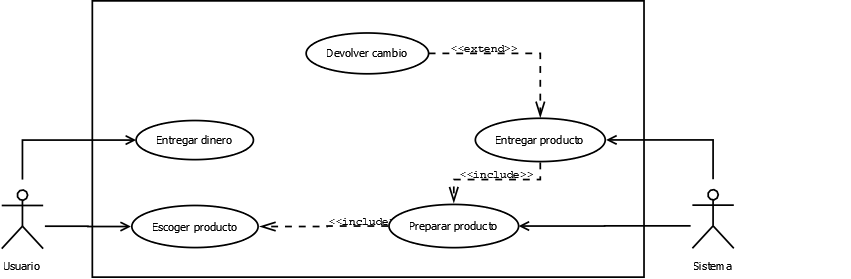 Devolver cambio
<<extend>>
Entregar dinero
Entregar producto
<<include>>
Escoger producto
<<include
Preparar producto
Usuario
Sistema